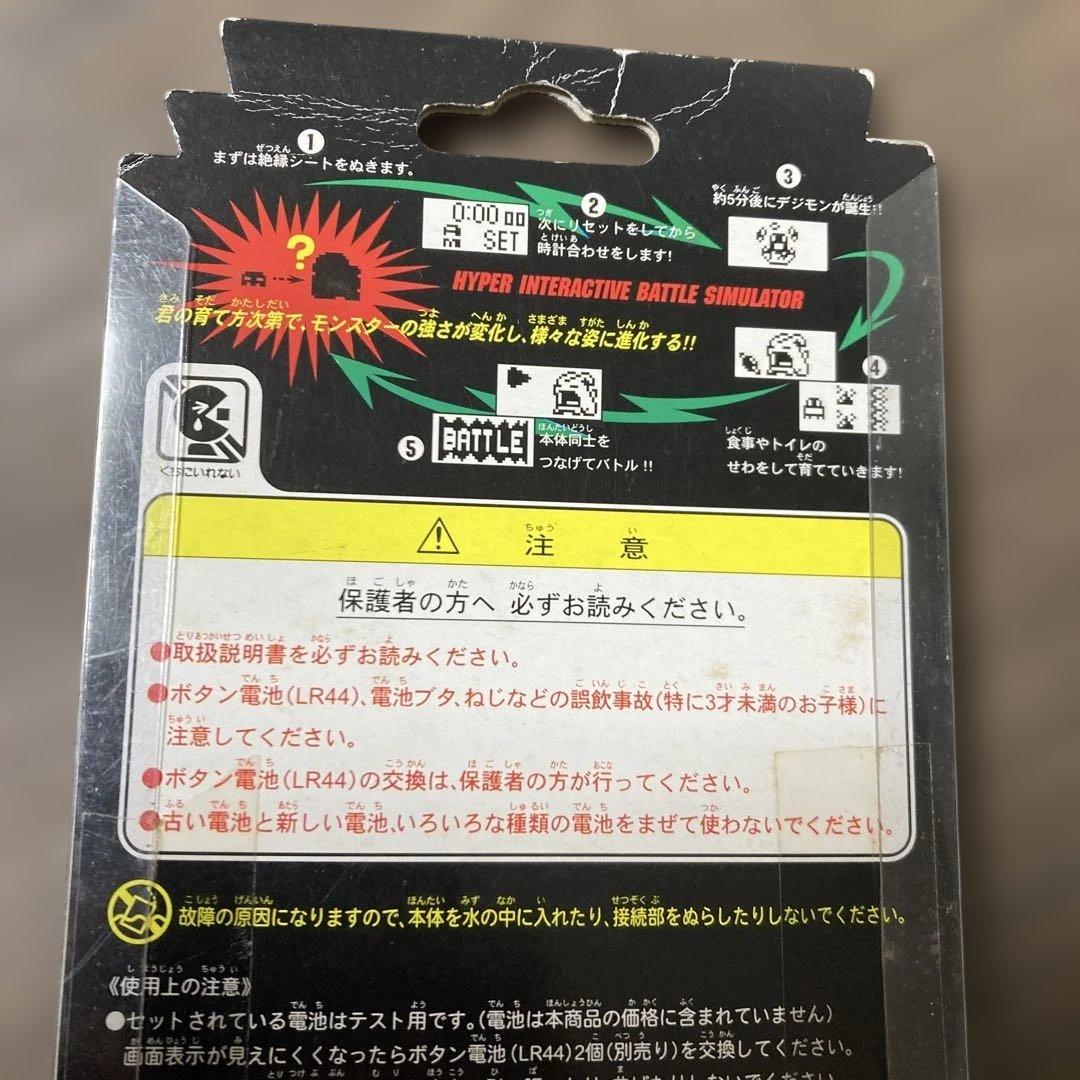 ①
まずは絶縁シートをぬきます。
0:00 00
AM SET
②
次にリセットをしてから
時計合わせをします!
③
約5分後にデジモンが誕生!!
?
HYPER INTERACTIVE BATTLE SIMULATOR
君の育て方次第で、モンスターの強さが変化し、様々な姿に進化する!!
④
食事やトイレの
せわをして育てていきます!
⑤
BATTLE
本体同士を
つなげてバトル!!
くちにいれない
注意
保護者の方へ 必ずお読みください。
●取扱説明書を必ずお読みください。
●ボタン電池(LR44)、電池ブタ、ねじなどの誤飲事故(特に3才未満のお子様)に
注意してください。
●ボタン電池(LR44)の交換は、保護者の方が行ってください。
●古い電池と新しい電池、いろいろな種類の電池をまぜて使わないでください。
故障の原因になりますので、本体を水の中に入れたり、接続部をぬらしたりしないでください。
《使用上の注意》
●セットされている電池はテスト用です。(電池は本商品の価格に含まれていません)
画面表示が見えにくくなったらボタン電池(LR44)2個(別売り)を交換してください。